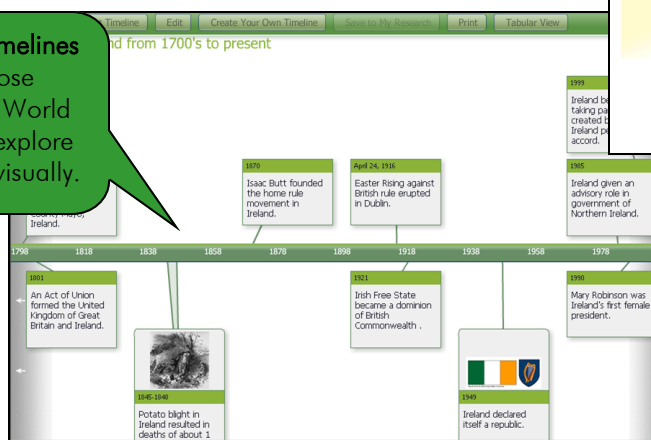 Timeline
Edit
Create Your Own Timeline
Save to My Research
Print
Tabular View
from 1700's to present
ose
World
explore
visually.
1999
Ireland
taking
created
Ireland
accord.
1870
Isaac Butt founded
the home rule
movement in
Ireland.
April 24, 1916
Easter Rising against
British rule erupted
in Dublin.
1985
Ireland given an
advisory role in
government of
Northern Ireland.
County Mayo,
Ireland.
1798 1818 1838 1858 1878 1898 1918 1938 1958 1978
1801
An Act of Union
formed the United
Kingdom of Great
Britain and Ireland.
1921
Irish Free State
became a dominion
of British
Commonwealth .
1990
Mary Robinson was
Ireland's first female
president.
1845-1848
Potato blight in
Ireland resulted in
deaths of about 1
1949
Ireland declared
itself a republic.